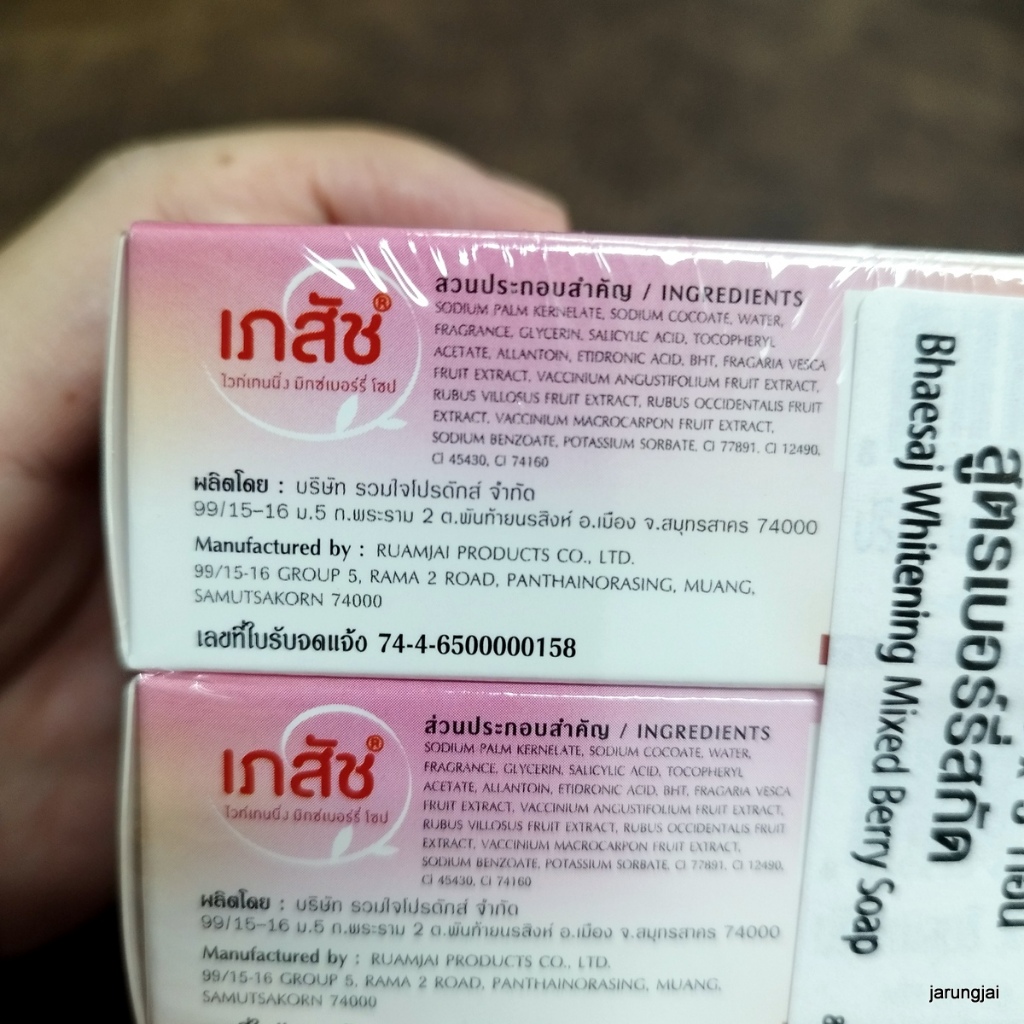 เภสัช®
ไวท์เทนนิ่ง มิกซ์เบอร์รี่ โซป
ส่วนประกอบสำคัญ / INGREDIENTS
SODIUM PALM KERNELATE, SODIUM COCOATE, WATER,
FRAGRANCE, GLYCERIN, SALICYLIC ACID, TOCOPHERYL
ACETATE, ALLANTOIN, ETIDRONIC ACID, BHT, FRAGARIA VESCA
FRUIT EXTRACT, VACCINIUM ANGUSTIFOLIUM FRUIT EXTRACT,
RUBUS VILLOSUS FRUIT EXTRACT, RUBUS OCCIDENTALIS FRUIT
EXTRACT, VACCINIUM MACROCARPON FRUIT EXTRACT,
SODIUM BENZOATE, POTASSIUM SORBATE, CI 77891, CI 12490,
CI 45430, CI 74160
ผลิตโดย : บริษัท รวมใจโปรดักส์ จำกัด
99/15-16 ม.5 ถ.พระราม 2 ต.พันท้ายนรสิงห์ อ.เมือง จ.สมุทรสาคร 74000
Manufactured by : RUAMJAI PRODUCTS CO., LTD.
99/15-16 GROUP 5, RAMA 2 ROAD, PANTHAINORASING, MUANG,
SAMUTSAKORN 74000
เลขที่ใบรับจดแจ้ง 74-4-6500000158
เภสัช®
ไวท์เทนนิ่ง มิกซ์เบอร์รี่ โซป
ส่วนประกอบสำคัญ / INGREDIENTS
SODIUM PALM KERNELATE, SODIUM COCOATE, WATER,
FRAGRANCE, GLYCERIN, SALICYLIC ACID, TOCOPHERYL
ACETATE, ALLANTOIN, ETIDRONIC ACID, BHT, FRAGARIA VESCA
FRUIT EXTRACT, VACCINIUM ANGUSTIFOLIUM FRUIT EXTRACT,
RUBUS VILLOSUS FRUIT EXTRACT, RUBUS OCCIDENTALIS FRUIT
EXTRACT, VACCINIUM MACROCARPON FRUIT EXTRACT,
SODIUM BENZOATE, POTASSIUM SORBATE, CI 77891, CI 12490,
CI 45430, CI 74160
ผลิตโดย : บริษัท รวมใจโปรดักส์ จำกัด
99/15-16 ม.5 ถ.พระราม 2 ต.พันท้ายนรสิงห์ อ.เมือง จ.สมุทรสาคร 74000
Manufactured by : RUAMJAI PRODUCTS CO., LTD.
99/15-16 GROUP 5, RAMA 2 ROAD, PANTHAINORASING, MUANG,
SAMUTSAKORN 74000
สูตรเบอร์รี่สกัด
Bhaesaj Whitening Mixed Berry Soap
jarungjai